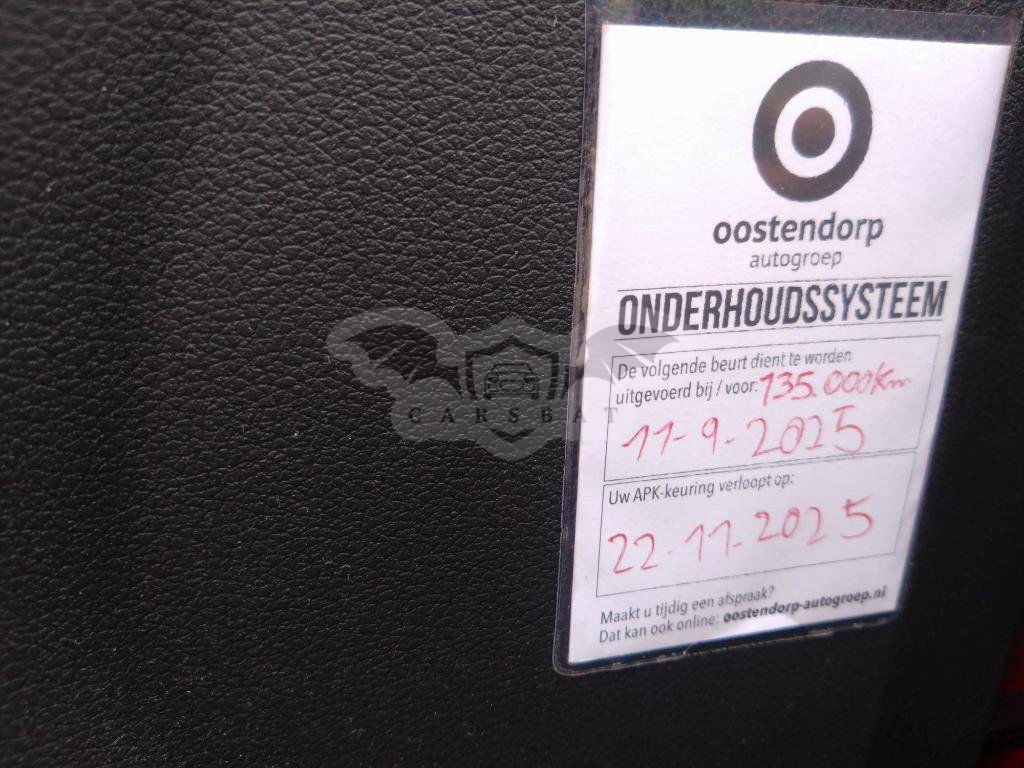 oostendorp
autogroep
ONDERHOUDSSYSTEEM
De volgende beurt dient te worden
uitgevoerd bij / voor: 135.000Km
11-9-2025
Uw APK-keuring verloopt op:
22-11-2025
Maakt u tijdig een afspraak?
Dat kan ook online: oostendorp-autogroep.nl
CARSBAT